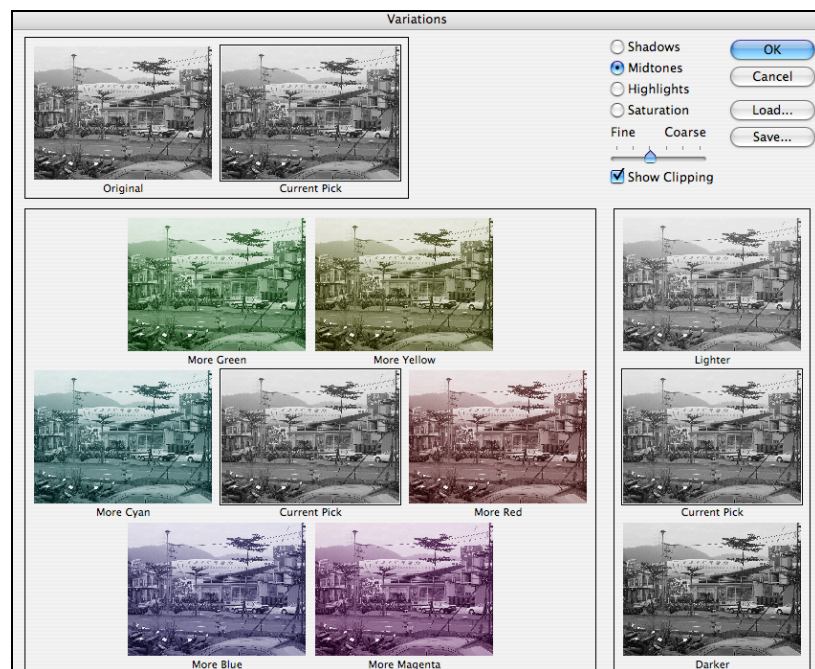 Variations
Original
Current Pick
Shadows
Midtones
Highlights
Saturation
Fine Coarse
Show Clipping
OK
Cancel
Load...
Save...
More Green
More Yellow
More Cyan
Current Pick
More Red
More Blue
More Magenta
Lighter
Current Pick
Darker